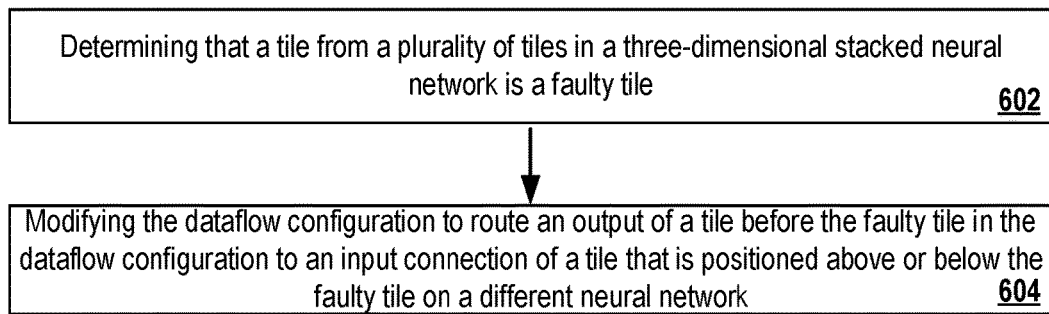 Determining that a tile from a plurality of tiles in a three-dimensional stacked neural
network is a faulty tile
602
Modifying the dataflow configuration to route an output of a tile before the faulty tile in the
dataflow configuration to an input connection of a tile that is positioned above or below the
faulty tile on a different neural network
604